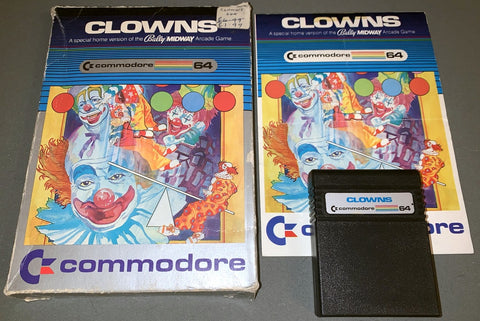 CLOWNS
A special home version of the Bally MIDWAY Arcade Game
commodore 64
commodore
CLOWNS
A special home version of the Bally MIDWAY Arcade Game
commodore 64
CLOWNS
commodore 64
commodore